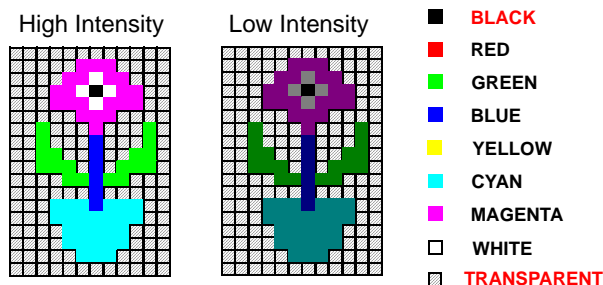 High Intensity
Low Intensity
BLACK
RED
GREEN
BLUE
YELLOW
CYAN
MAGENTA
WHITE
TRANSPARENT